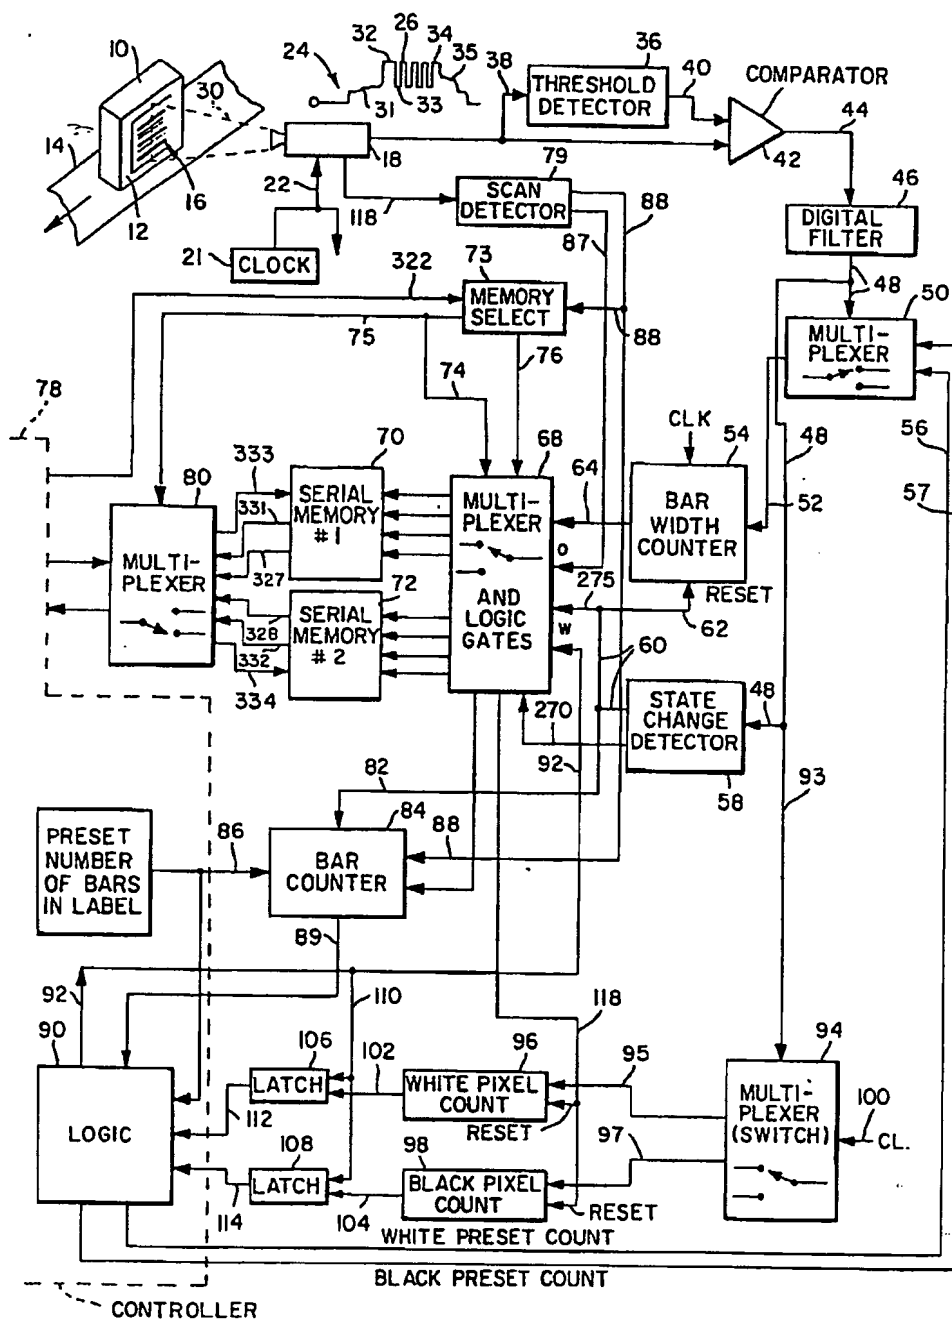 10
30
14
16
12
24
32
26
34
35
31
33
38
36
THRESHOLD
DETECTOR
40
COMPARATOR
42
44
18
22
118
21
CLOCK
79
SCAN
DETECTOR
87
88
46
DIGITAL
FILTER
48
50
MULTI-
PLEXER
322
75
73
MEMORY
SELECT
88
76
74
78
80
MULTI-
PLEXER
333
331
327
328
332
334
70
SERIAL
MEMORY
#1
72
SERIAL
MEMORY
#2
68
MULTI-
PLEXER
AND
LOGIC
GATES
O
W
64
275
CLK
54
BAR
WIDTH
COUNTER
RESET
62
52
48
56
57
60
270
92
STATE
CHANGE
DETECTOR
58
48
93
82
84
BAR
COUNTER
88
86
89
PRESET
NUMBER
OF BARS
IN LABEL
92
90
LOGIC
110
106
LATCH
112
108
LATCH
114
102
104
96
WHITE PIXEL
COUNT
RESET
118
98
BLACK PIXEL
COUNT
RESET
95
97
94
MULTI-
PLEXER
(SWITCH)
100
CL.
WHITE PRESET COUNT
BLACK PRESET COUNT
CONTROLLER